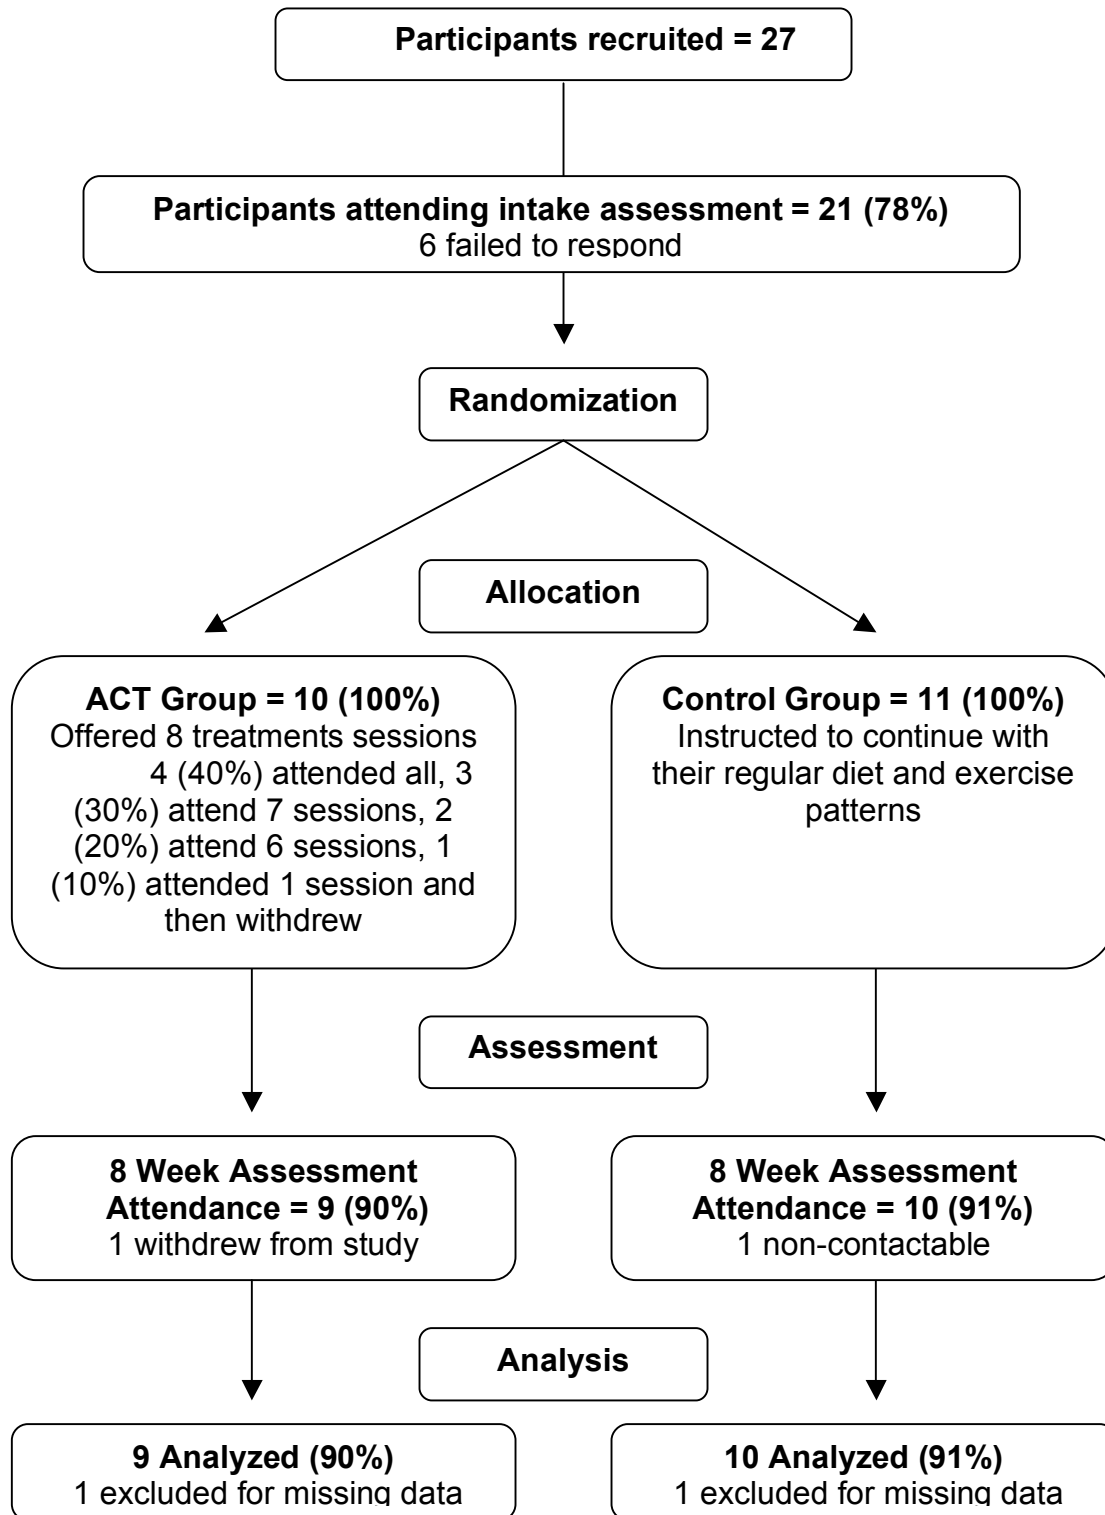 Participants recruited = 27
Participants attending intake assessment = 21 (78%)
6 failed to respond
Randomization
Allocation
ACT Group = 10 (100%)
Offered 8 treatments sessions
4 (40%) attended all, 3
(30%) attend 7 sessions, 2
(20%) attend 6 sessions, 1
(10%) attended 1 session and
then withdrew
Control Group = 11 (100%)
Instructed to continue with
their regular diet and exercise
patterns
Assessment
8 Week Assessment
Attendance = 9 (90%)
1 withdrew from study
8 Week Assessment
Attendance = 10 (91%)
1 non-contactable
Analysis
9 Analyzed (90%)
1 excluded for missing data
10 Analyzed (91%)
1 excluded for missing data